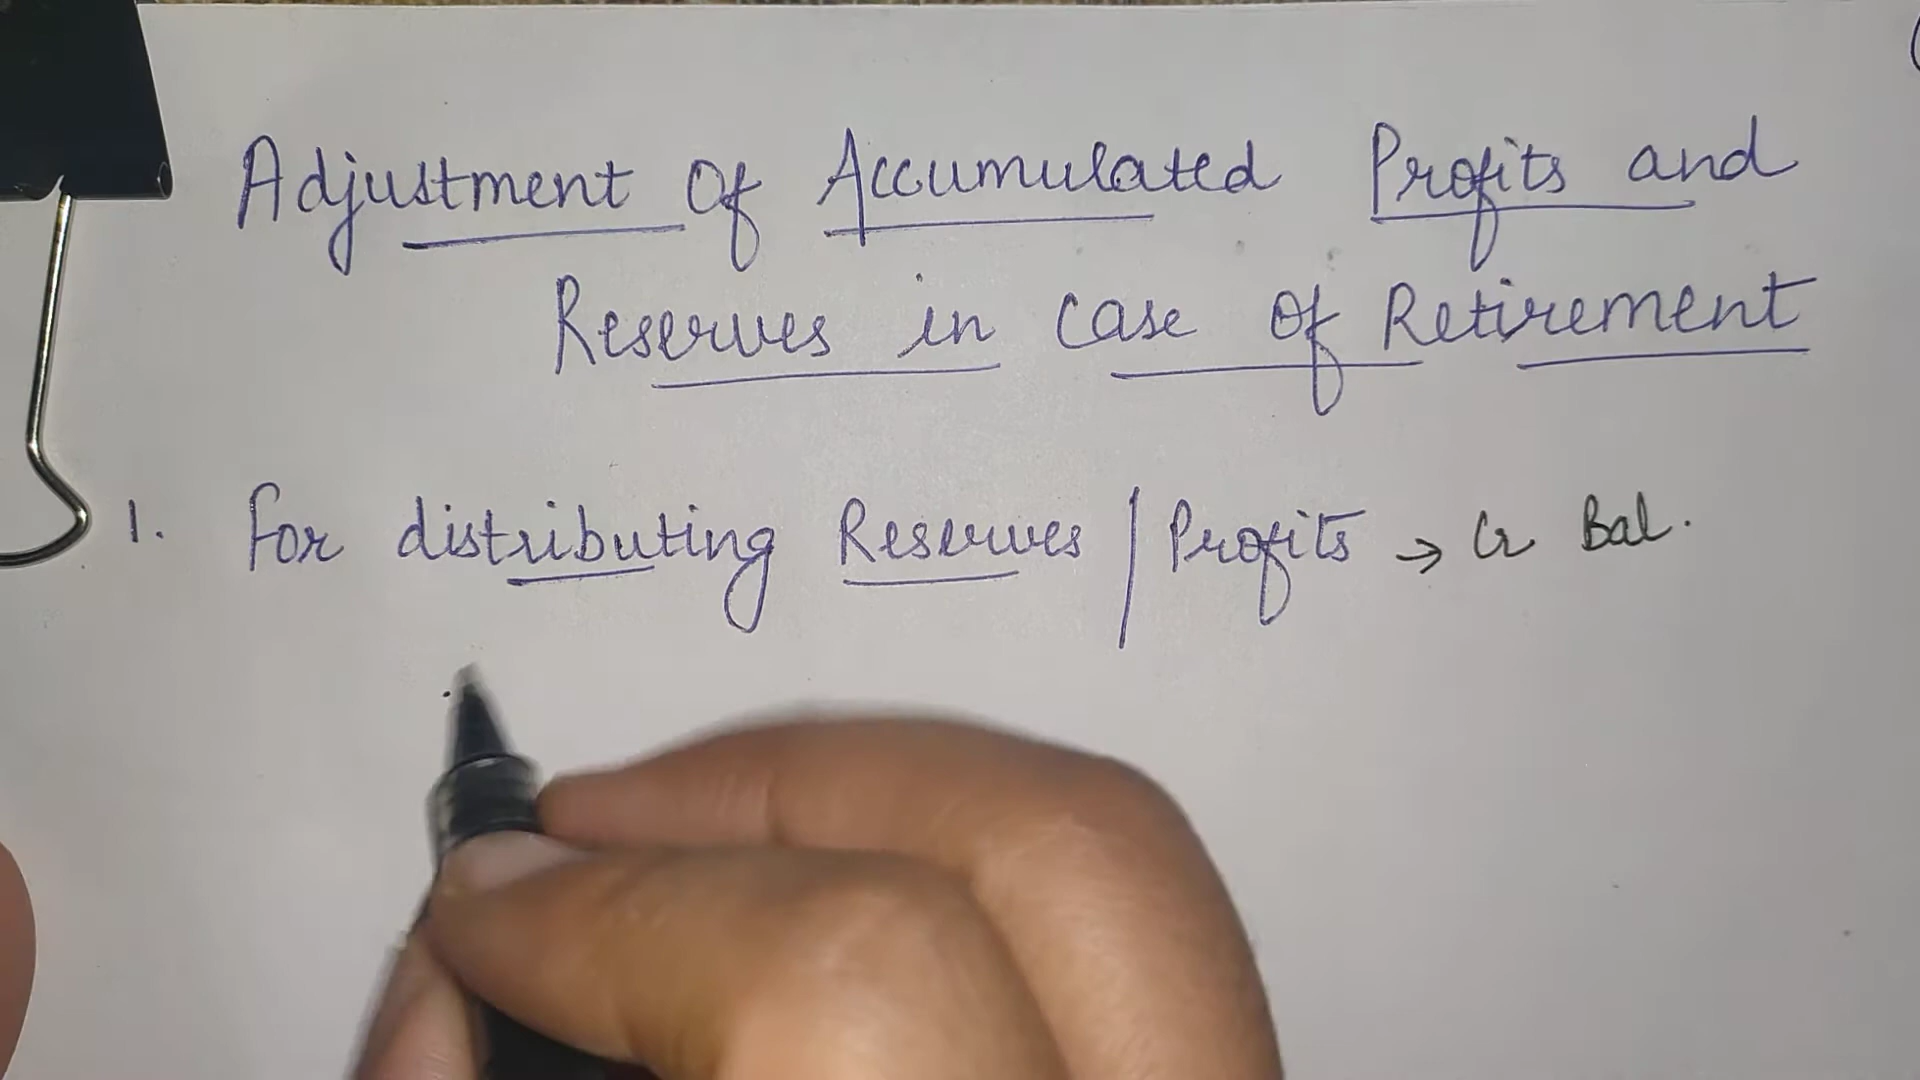 Adjustment Of Accumulated Profits and
Reserves in case Of Retirement
1. For distributing Reserves / Profits → Cr Bal.